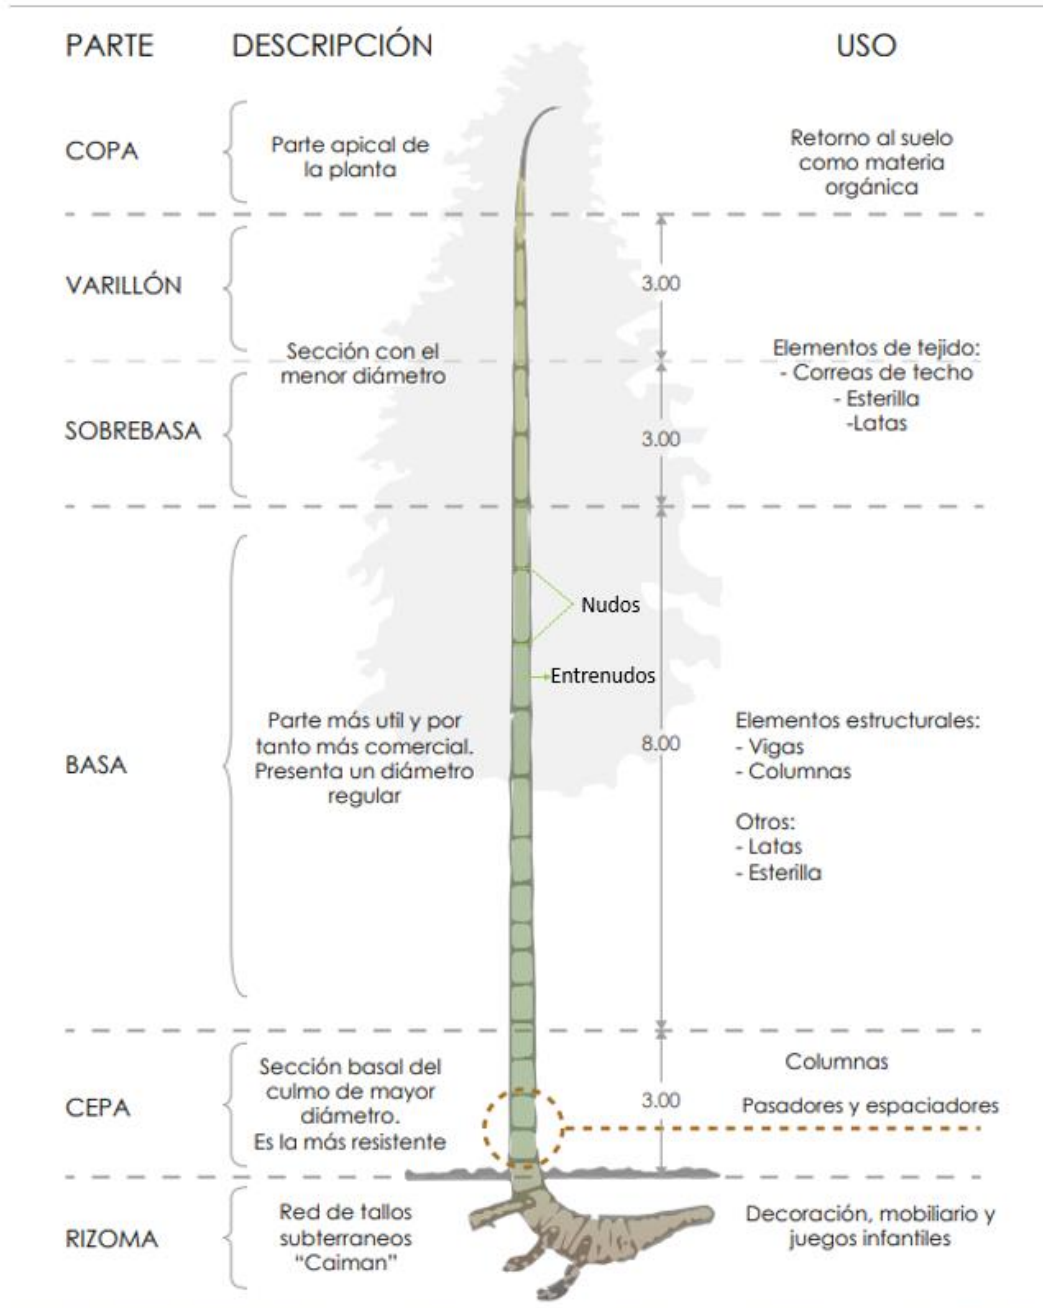 PARTE
DESCRIPCIÓN
USO
COPA
Parte apical de
la planta
Retorno al suelo
como materia
orgánica
VARILLÓN
3.00
Sección con el
menor diámetro
Elementos de tejido:
- Correas de techo
- Esterilla
-Latas
SOBREBASA
3.00
Nudos
Entrenudos
BASA
Parte más util y por
tanto más comercial.
Presenta un diámetro
regular
8.00
Elementos estructurales:
- Vigas
- Columnas
Otros:
- Latas
- Esterilla
CEPA
Sección basal del
culmo de mayor
diámetro.
Es la más resistente
3.00
Columnas
Pasadores y espaciadores
RIZOMA
Red de tallos
subterraneos
“Caiman”
Decoración, mobiliario y
juegos infantiles